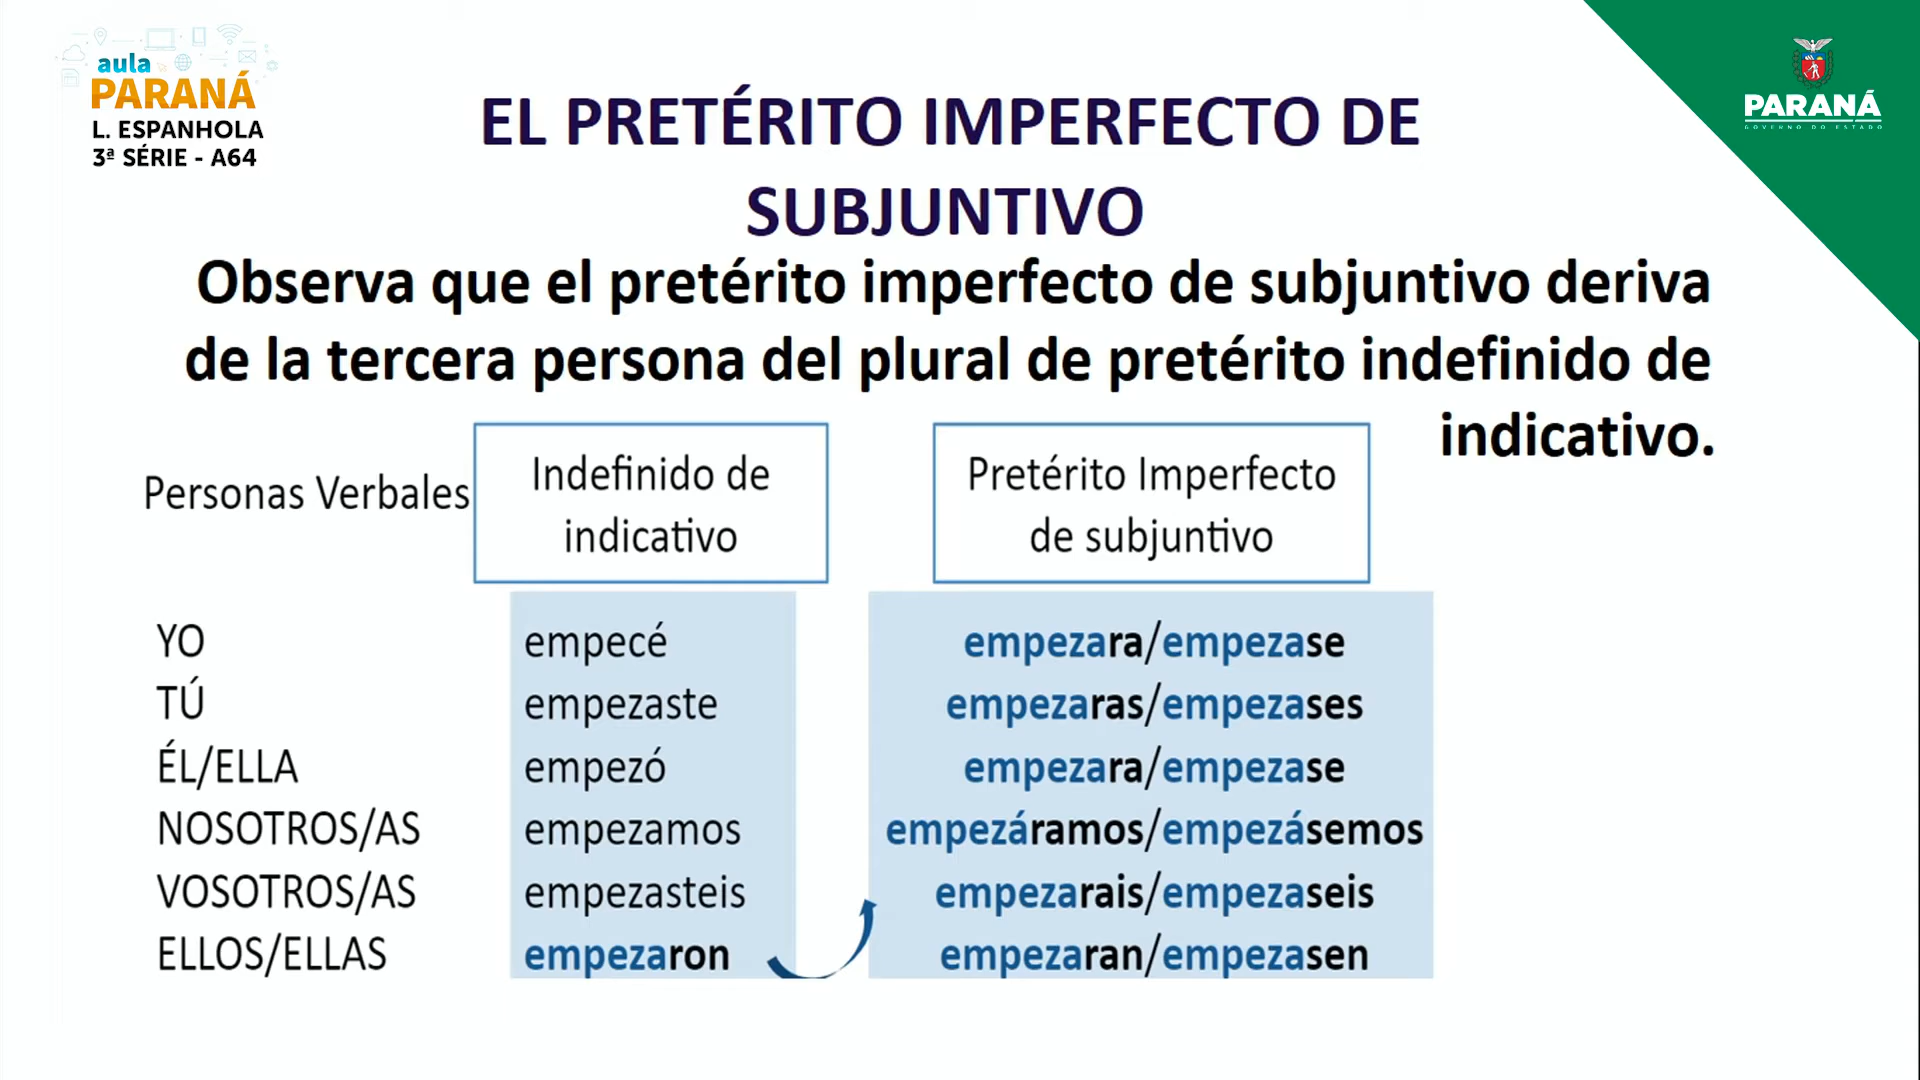 aula
PARANÁ
L. ESPANHOLA
3ª SÉRIE - A64
PARANÁ
GOVERNO DO ESTADO
EL PRETÉRITO IMPERFECTO DE
SUBJUNTIVO
Observa que el pretérito imperfecto de subjuntivo deriva
de la tercera persona del plural de pretérito indefinido de
indicativo.
Personas Verbales
Indefinido de
indicativo
Pretérito Imperfecto
de subjuntivo
YO empecé empezara/empezase
TÚ empezaste empezaras/empezases
ÉL/ELLA empezó empezara/empezase
NOSOTROS/AS empezamos empezáramos/empezásemos
VOSOTROS/AS empezasteis empezarais/empezaseis
ELLOS/ELLAS empezaron empezaran/empezasen